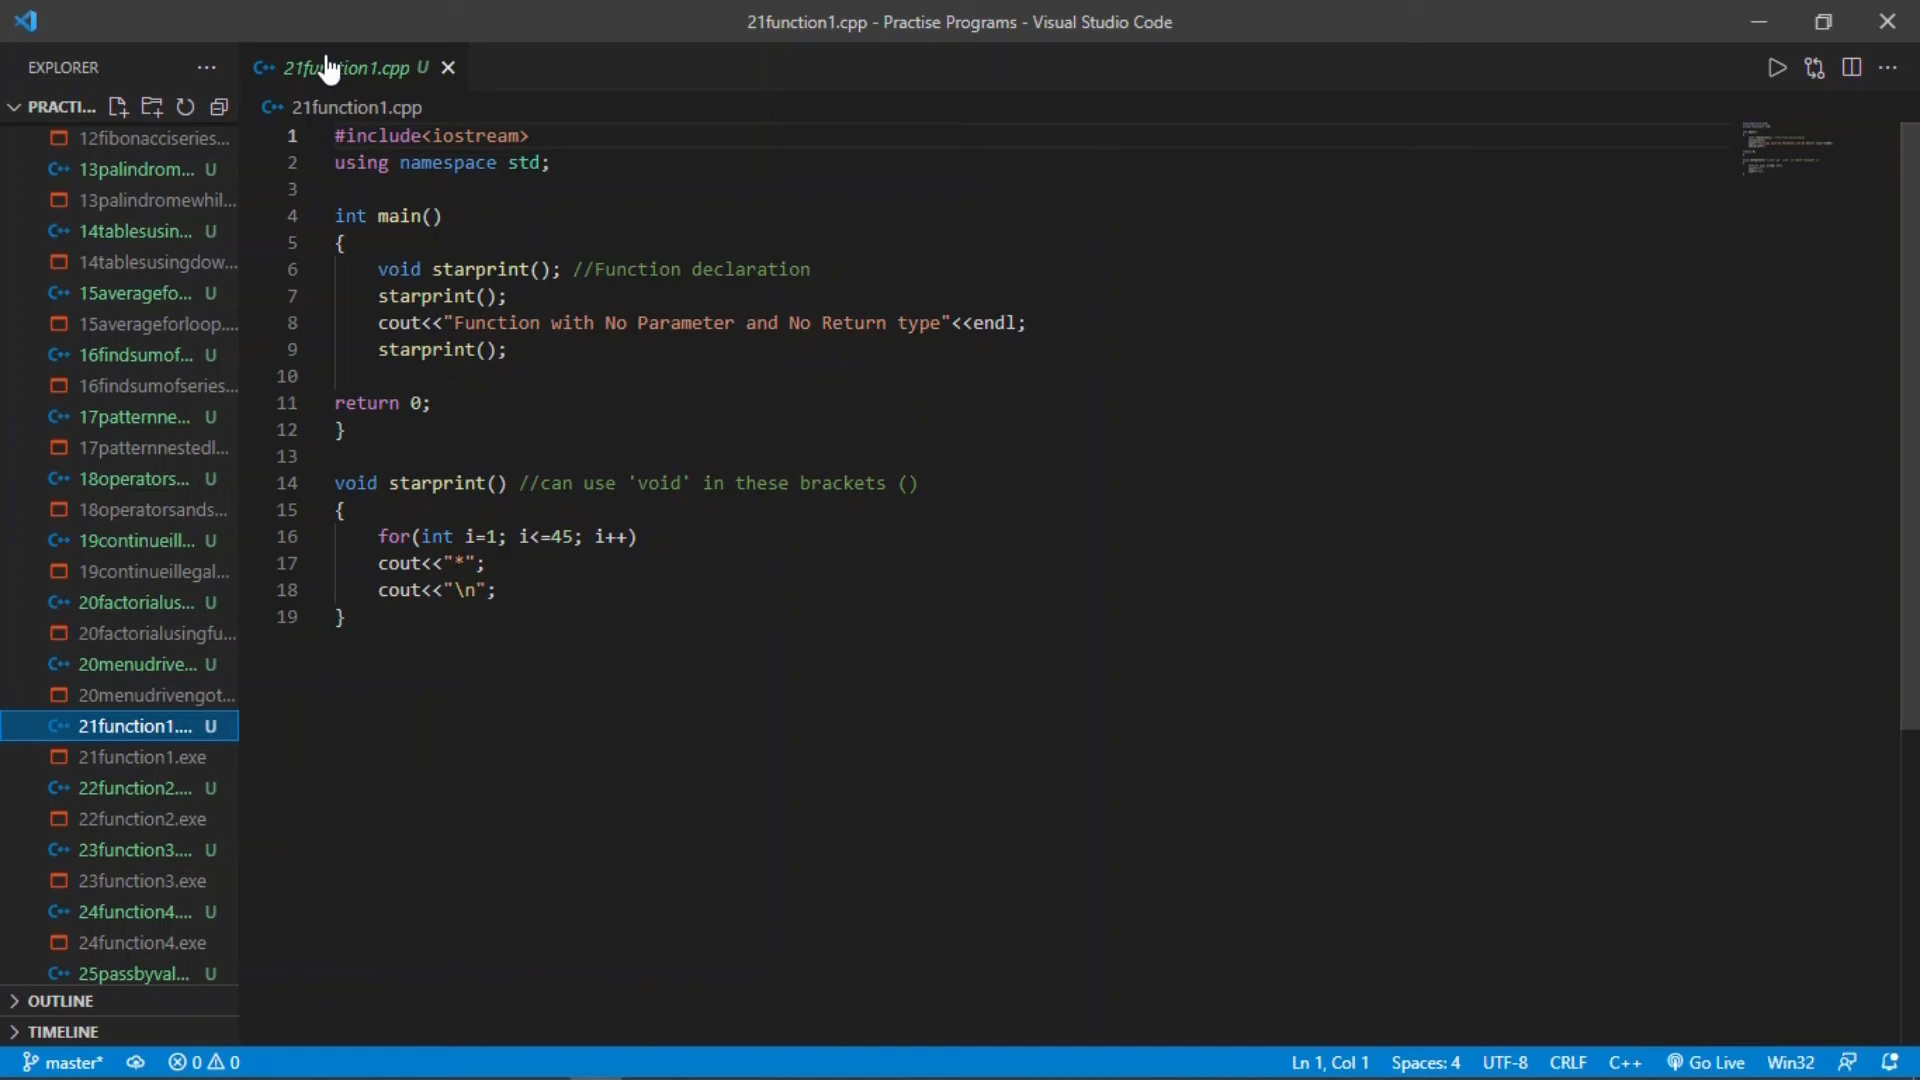 21function1.cpp - Practise Programs - Visual Studio Code
EXPLORER
PRACTI...
12fibonacciseries...
13palindrom... U
13palindromewhil...
14tablesusin... U
14tablesusingdow...
15averagefo... U
15averageforloop....
16findsumof... U
16findsumofseries...
17patternne... U
17patternnestedl...
18operators... U
18operatorsands...
19continueill... U
19continueillegal...
20factorialus... U
20factorialusingfu...
20menudrive... U
20menudrivengot...
21function1.... U
21function1.exe
22function2.... U
22function2.exe
23function3.... U
23function3.exe
24function4.... U
24function4.exe
25passbyval... U
OUTLINE
TIMELINE
21function1.cpp U
21function1.cpp
1 #include<iostream>
2 using namespace std;
3
4 int main()
5 {
6 void starprint(); //Function declaration
7 starprint();
8 cout<<"Function with No Parameter and No Return type"<<endl;
9 starprint();
10
11 return 0;
12 }
13
14 void starprint() //can use 'void' in these brackets ()
15 {
16 for(int i=1; i<=45; i++)
17 cout<<"*";
18 cout<<"\n";
19 }
master* 0 0 Ln 1, Col 1 Spaces: 4 UTF-8 CRLF C++ Go Live Win32